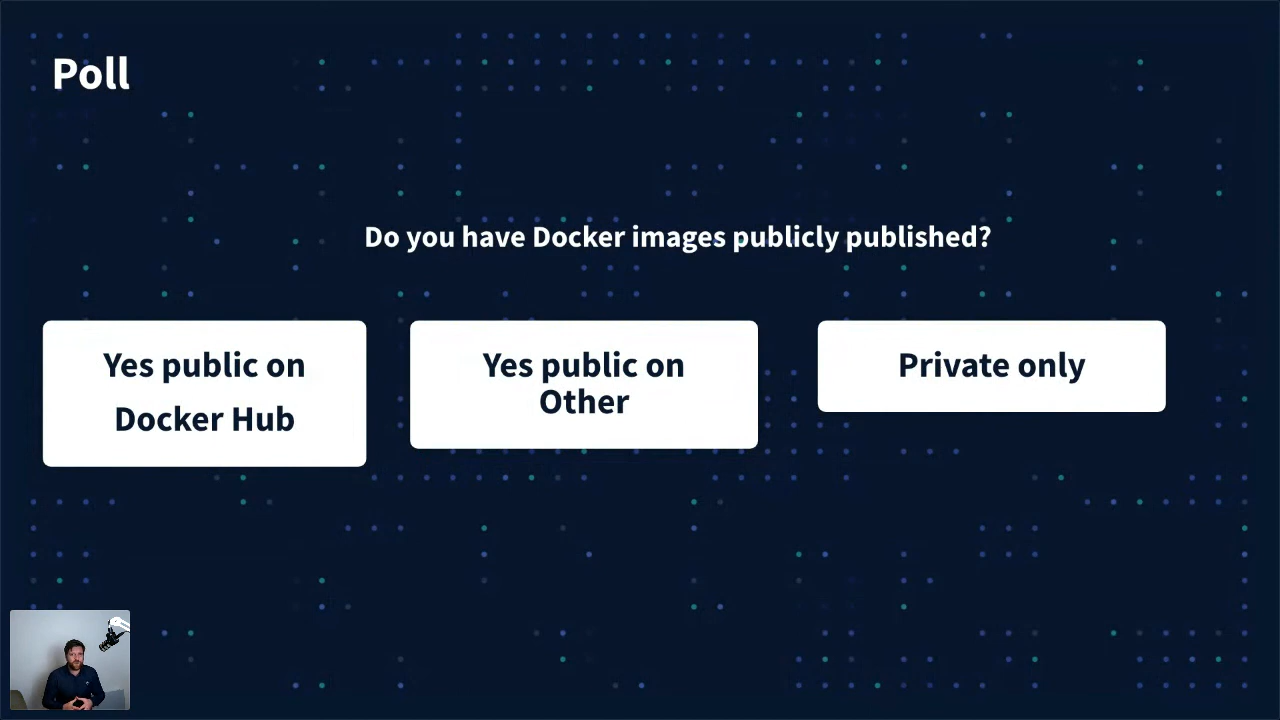 Poll
Do you have Docker images publicly published?
Yes public on
Docker Hub
Yes public on
Other
Private only